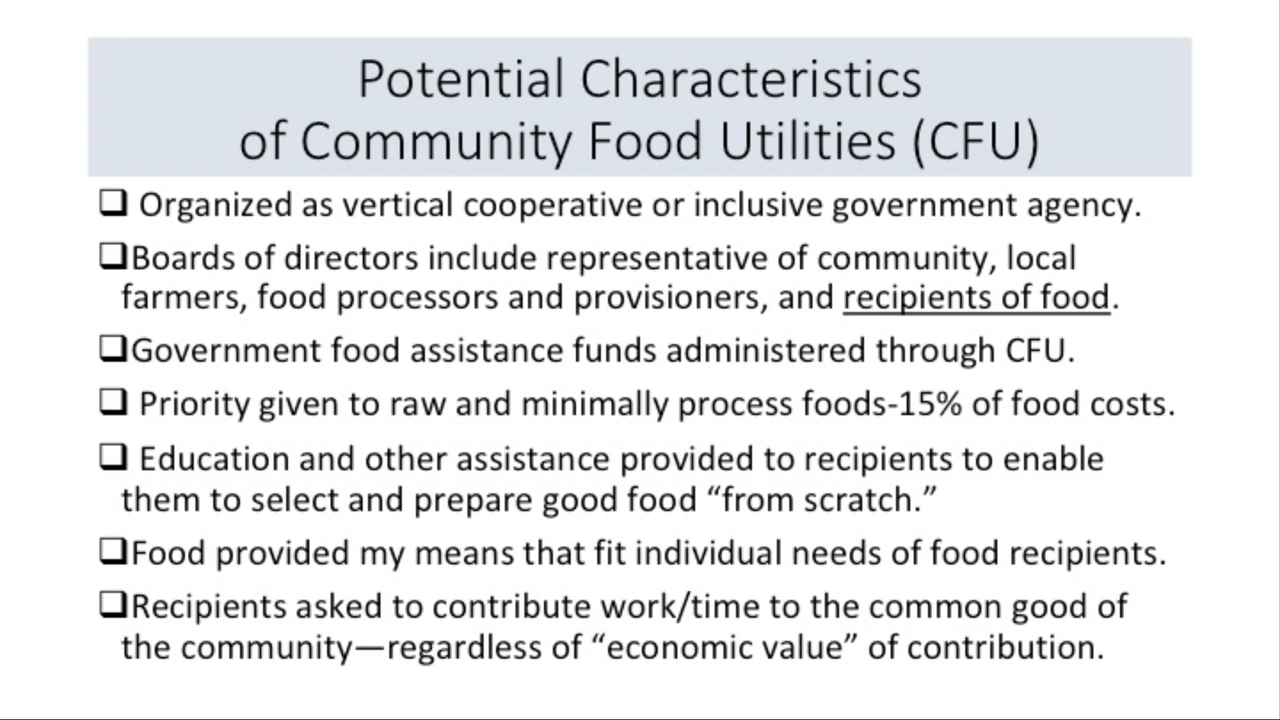 Potential Characteristics
of Community Food Utilities (CFU)
❑ Organized as vertical cooperative or inclusive government agency.
❑Boards of directors include representative of community, local
farmers, food processors and provisioners, and recipients of food.
❑Government food assistance funds administered through CFU.
❑ Priority given to raw and minimally process foods-15% of food costs.
❑ Education and other assistance provided to recipients to enable
them to select and prepare good food “from scratch.”
❑Food provided my means that fit individual needs of food recipients.
❑Recipients asked to contribute work/time to the common good of
the community—regardless of “economic value” of contribution.